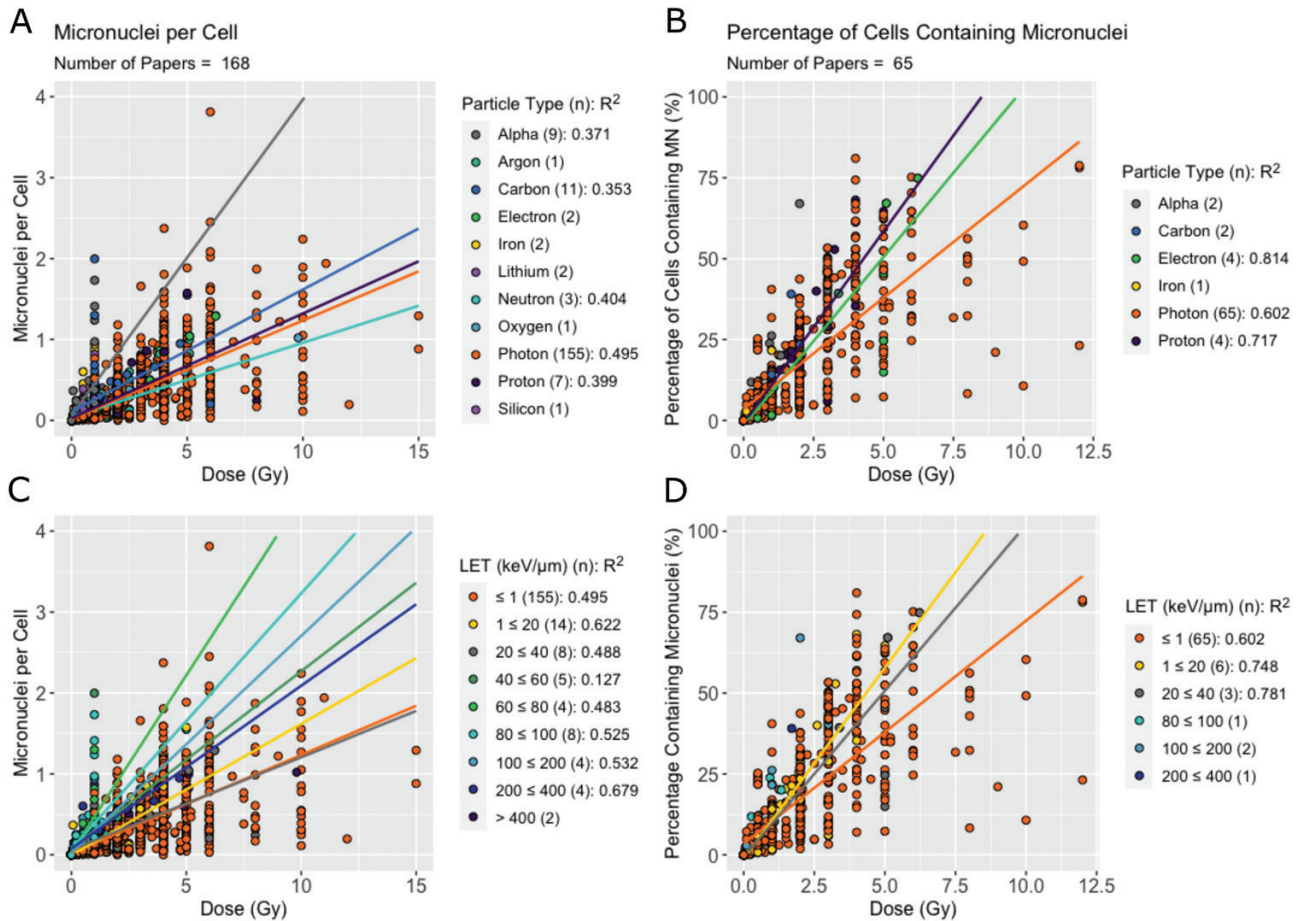 A
Micronuclei per Cell
Number of Papers = 168
Micronuclei per Cell
4
3
2
1
0
0
5
10
15
Dose (Gy)
Particle Type (n): R²
Alpha (9): 0.371
Argon (1)
Carbon (11): 0.353
Electron (2)
Iron (2)
Lithium (2)
Neutron (3): 0.404
Oxygen (1)
Photon (155): 0.495
Proton (7): 0.399
Silicon (1)
B
Percentage of Cells Containing Micronuclei
Number of Papers = 65
Percentage of Cells Containing MN (%)
100
75
50
25
0
0.0
2.5
5.0
7.5
10.0
12.5
Dose (Gy)
Particle Type (n): R²
Alpha (2)
Carbon (2)
Electron (4): 0.814
Iron (1)
Photon (65): 0.602
Proton (4): 0.717
C
Micronuclei per Cell
4
3
2
1
0
0
5
10
15
Dose (Gy)
LET (keV/μm) (n): R²
≤ 1 (155): 0.495
1 ≤ 20 (14): 0.622
20 ≤ 40 (8): 0.488
40 ≤ 60 (5): 0.127
60 ≤ 80 (4): 0.483
80 ≤ 100 (8): 0.525
100 ≤ 200 (4): 0.532
200 ≤ 400 (4): 0.679
> 400 (2)
D
Percentage Containing Micronuclei (%)
100
75
50
25
0
0.0
2.5
5.0
7.5
10.0
12.5
Dose (Gy)
LET (keV/μm) (n): R²
≤ 1 (65): 0.602
1 ≤ 20 (6): 0.748
20 ≤ 40 (3): 0.781
80 ≤ 100 (1)
100 ≤ 200 (2)
200 ≤ 400 (1)